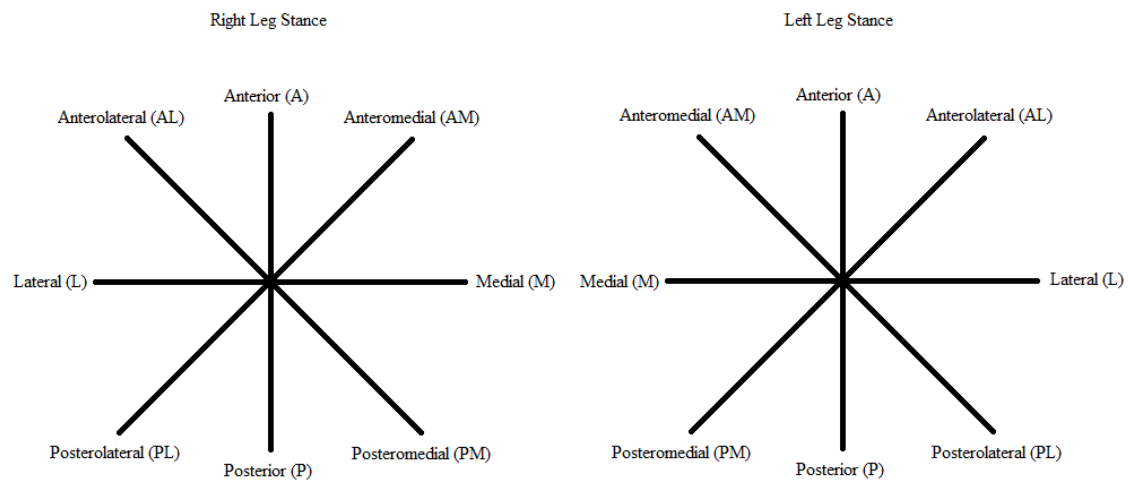 Right Leg Stance
Anterior (A)
Anterolateral (AL)
Anteromedial (AM)
Lateral (L)
Medial (M)
Posterolateral (PL)
Posteromedial (PM)
Posterior (P)
Left Leg Stance
Anterior (A)
Anteromedial (AM)
Anterolateral (AL)
Medial (M)
Lateral (L)
Posteromedial (PM)
Posterolateral (PL)
Posterior (P)